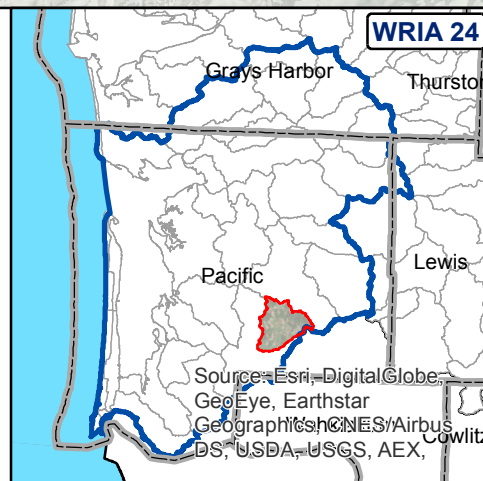 WRIA 24
Grays Harbor
Thurston
Pacific
Lewis
Source: Esri, DigitalGlobe,
GeoEye, Earthstar
Geographics, CNES/Airbus
Cowlitz
DS, USDA, USGS, AEX,